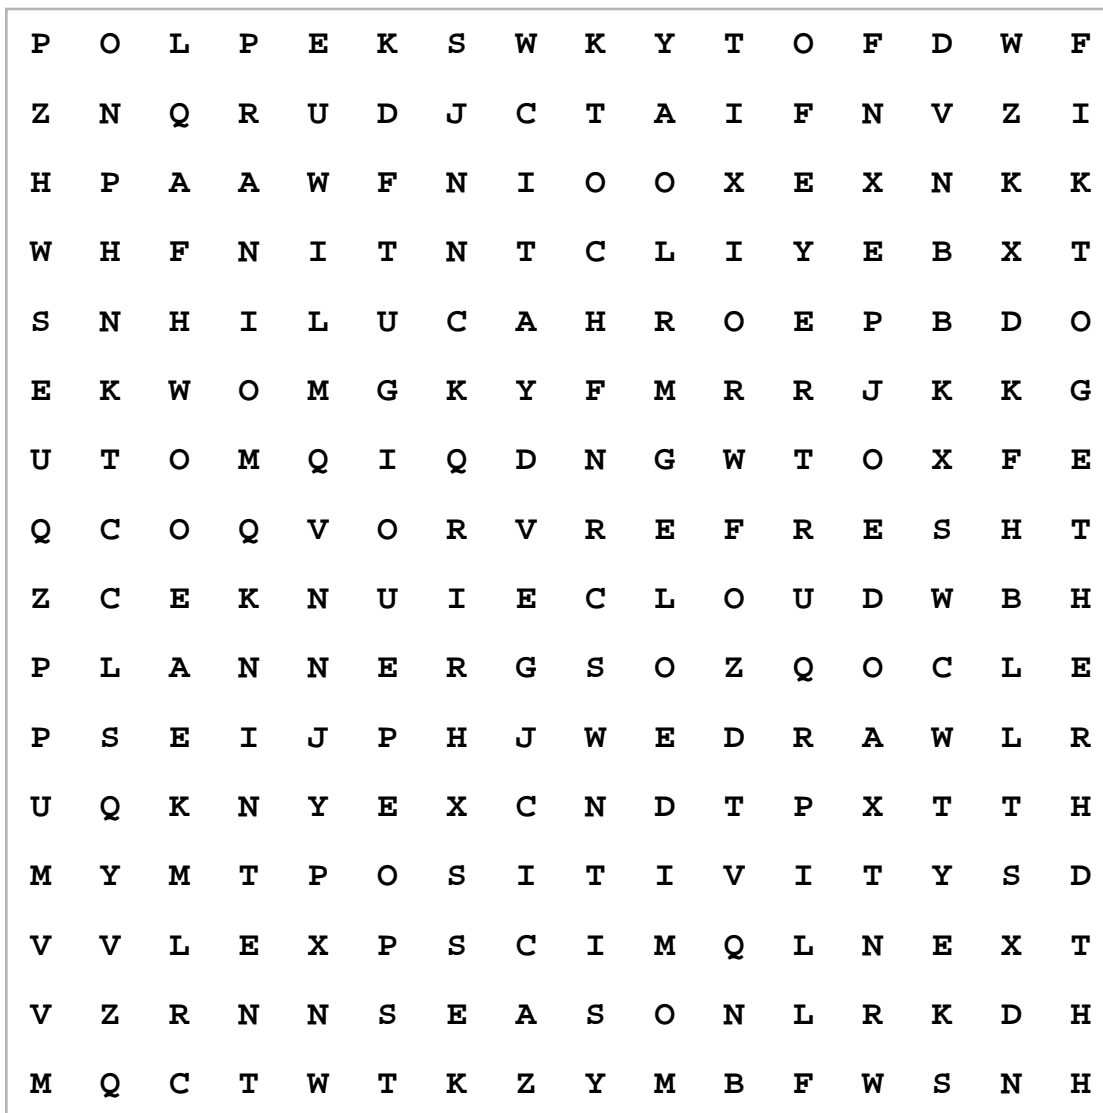 P O L P E K S W K Y T O F D W F
Z N Q R U D J C T A I F N V Z I
H P A A W F N I O O X E X N K K
W H F N I T N T C L I Y E B X T
S N H I L U C A H R O E P B D O
E K W O M G K Y F M R R J K K G
U T O M Q I Q D N G W T O X F E
Q C O Q V O R V R E F R E S H T
Z C E K N U I E C L O U D W B H
P L A N N E R G S O Z Q O C L E
P S E I J P H J W E D R A W L R
U Q K N Y E X C N D T P X T T H
M Y M T P O S I T I V I T Y S D
V V L E X P S C I M Q L N E X T
V Z R N N S E A S O N L R K D H
M Q C T W T K Z Y M B F W S N H